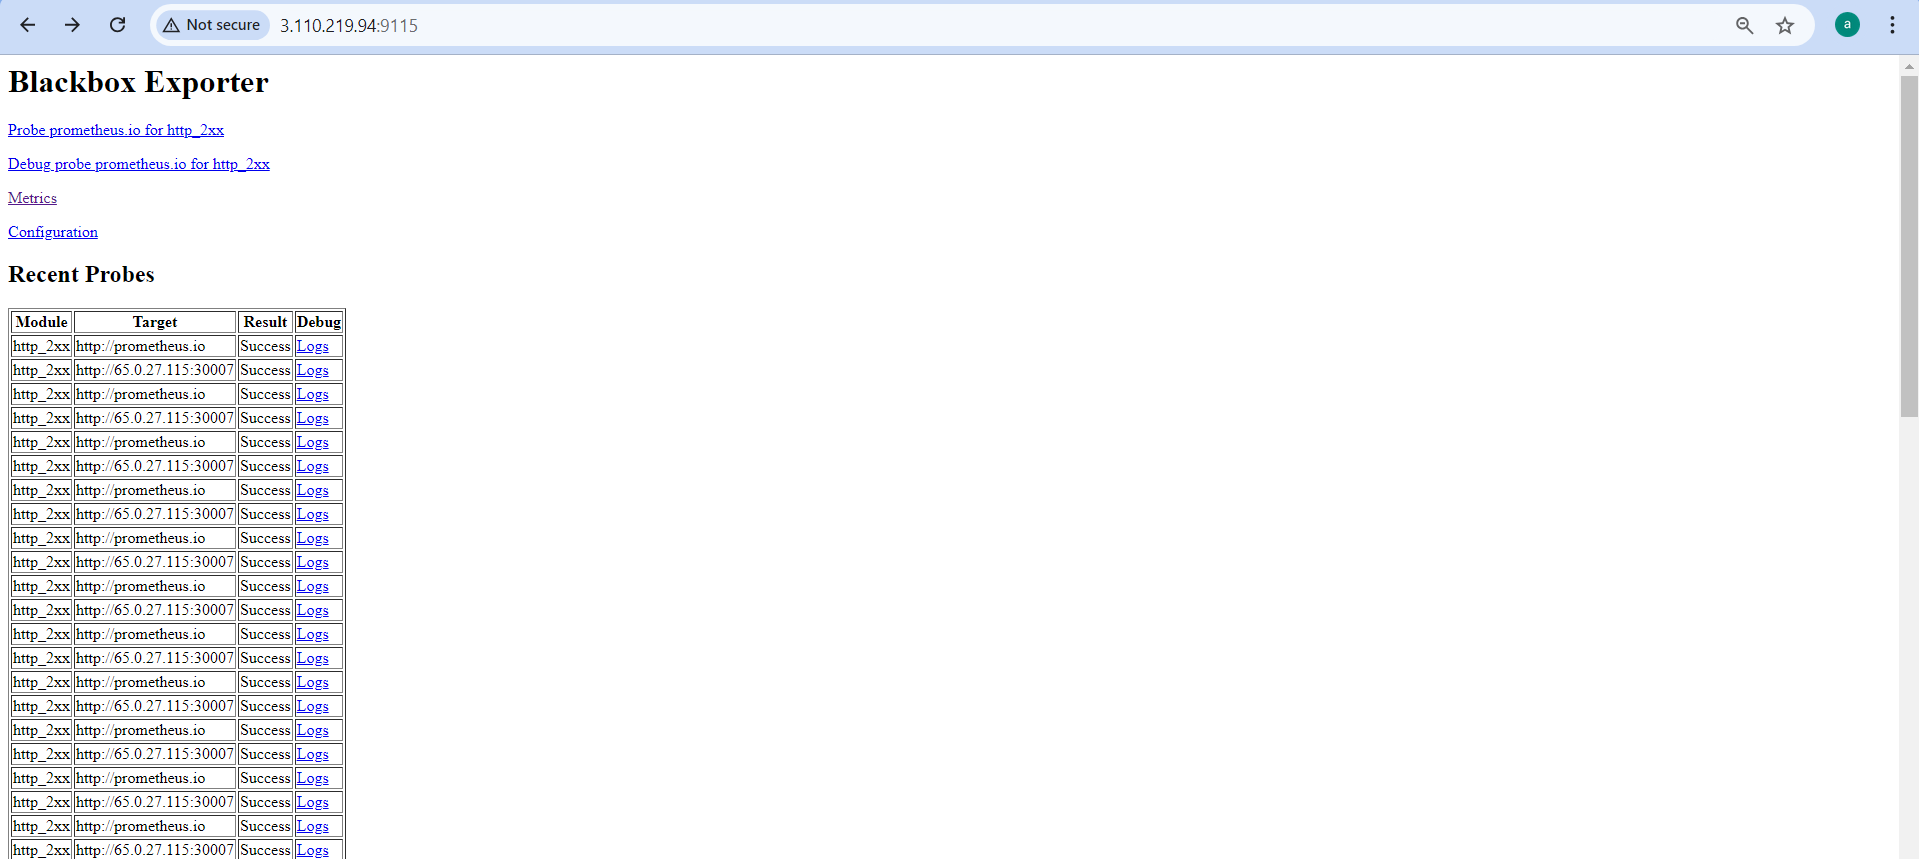 Not secure 3.110.219.94:9115 a
Blackbox Exporter
Probe prometheus.io for http_2xx
Debug probe prometheus.io for http_2xx
Metrics
Configuration
Recent Probes
Module Target Result Debug
http_2xx http://prometheus.io Success Logs
http_2xx http://65.0.27.115:30007 Success Logs
http_2xx http://prometheus.io Success Logs
http_2xx http://65.0.27.115:30007 Success Logs
http_2xx http://prometheus.io Success Logs
http_2xx http://65.0.27.115:30007 Success Logs
http_2xx http://prometheus.io Success Logs
http_2xx http://65.0.27.115:30007 Success Logs
http_2xx http://prometheus.io Success Logs
http_2xx http://65.0.27.115:30007 Success Logs
http_2xx http://prometheus.io Success Logs
http_2xx http://65.0.27.115:30007 Success Logs
http_2xx http://prometheus.io Success Logs
http_2xx http://65.0.27.115:30007 Success Logs
http_2xx http://prometheus.io Success Logs
http_2xx http://65.0.27.115:30007 Success Logs
http_2xx http://prometheus.io Success Logs
http_2xx http://65.0.27.115:30007 Success Logs
http_2xx http://prometheus.io Success Logs
http_2xx http://65.0.27.115:30007 Success Logs
http_2xx http://prometheus.io Success Logs
http_2xx http://65.0.27.115:30007 Success Logs